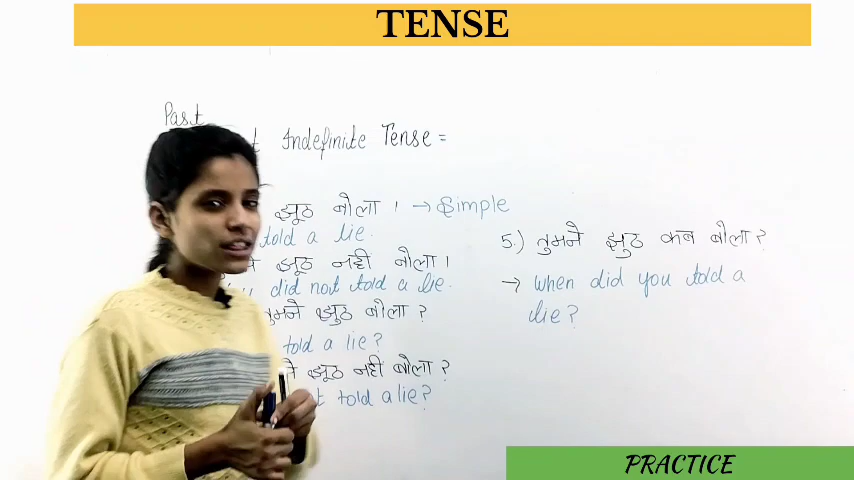 TENSE
Past
Indefinite Tense =
झूठ बोला । → Simple
told a lie.
झूठ नही बोला ।
did not told a lie.
तुमने झुठ बोला ?
told a lie?
झूठ नही बोला ?
told a lie?
5.) तुमने झुठ कब बोला ?
→ when did you told a
lie?
PRACTICE